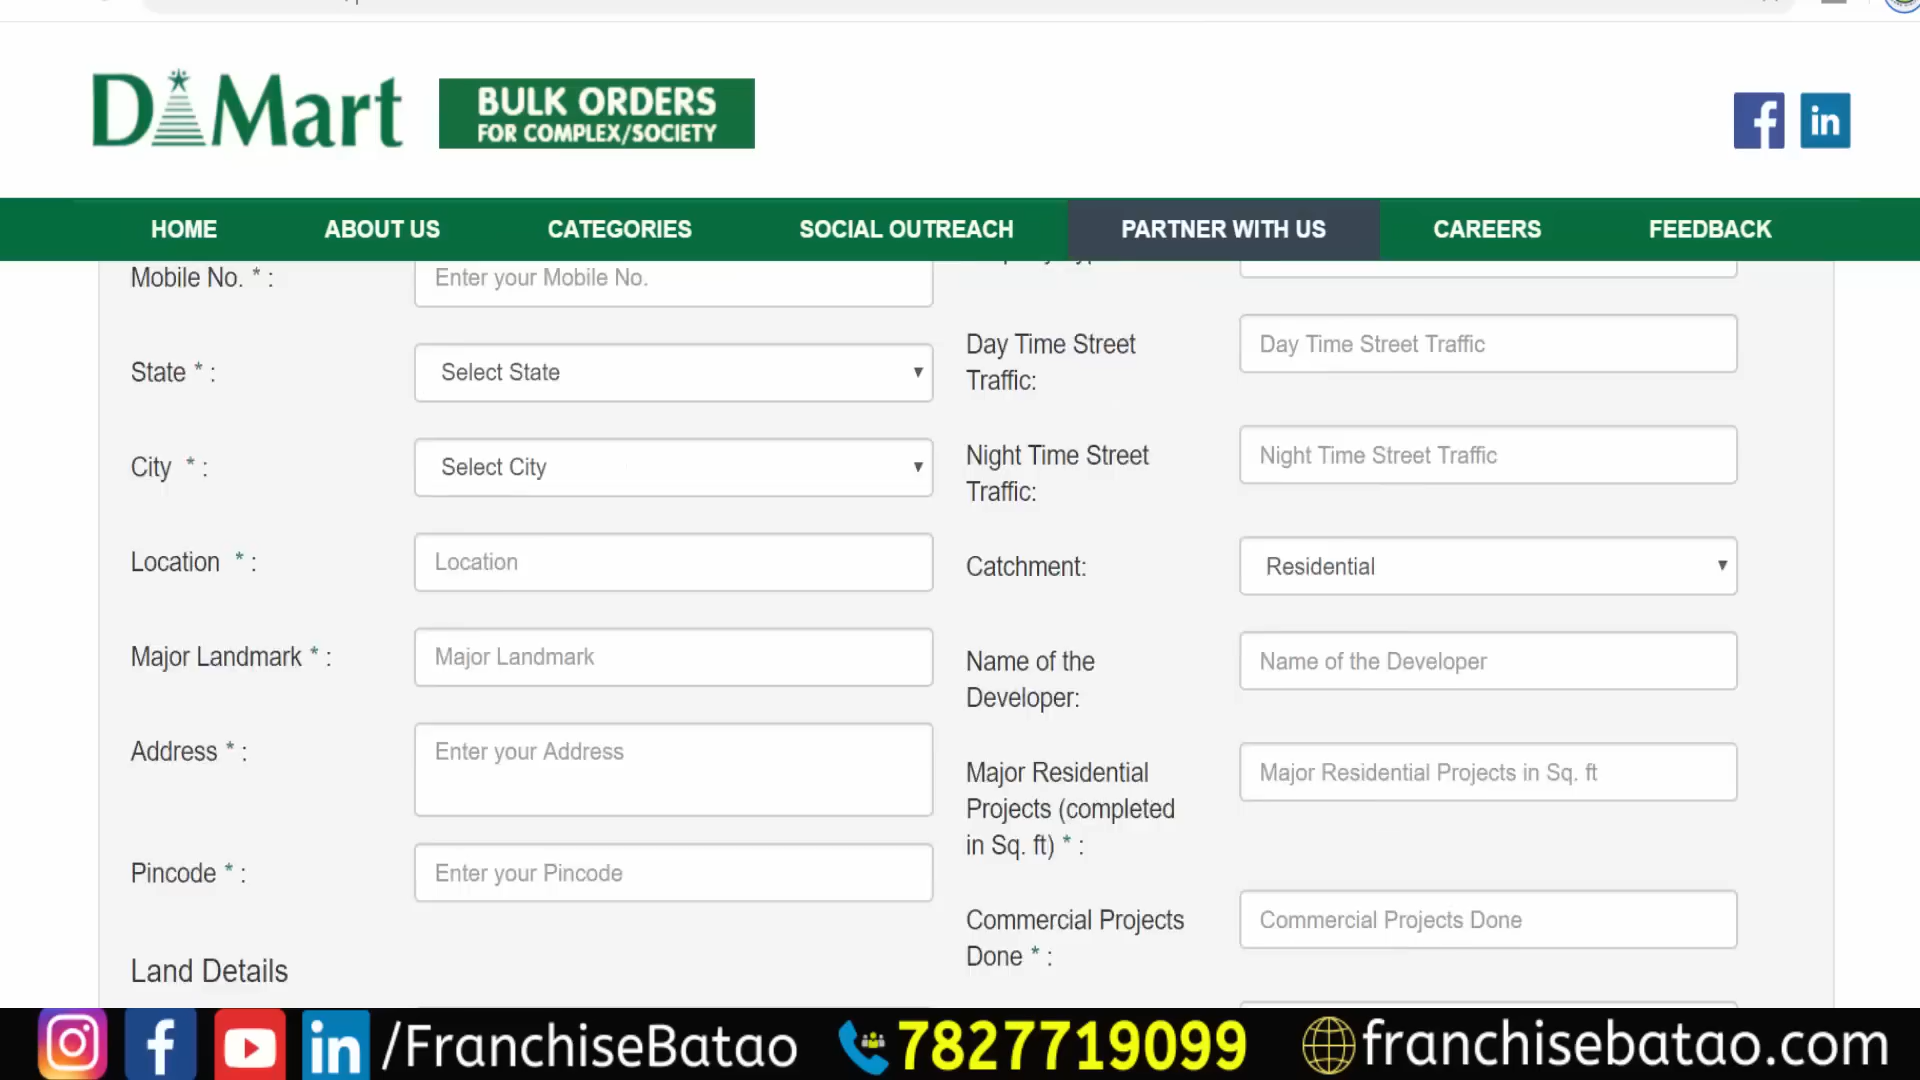 D Mart
BULK ORDERS
FOR COMPLEX/SOCIETY
f
in
HOME
ABOUT US
CATEGORIES
SOCIAL OUTREACH
PARTNER WITH US
CAREERS
FEEDBACK
Mobile No. * :
Enter your Mobile No.
State * :
Select State
City * :
Select City
Location * :
Location
Major Landmark * :
Major Landmark
Address * :
Enter your Address
Pincode * :
Enter your Pincode
Land Details
Day Time Street
Traffic:
Day Time Street Traffic
Night Time Street
Traffic:
Night Time Street Traffic
Catchment:
Residential
Name of the
Developer:
Name of the Developer
Major Residential
Projects (completed
in Sq. ft) * :
Major Residential Projects in Sq. ft
Commercial Projects
Done * :
Commercial Projects Done
f
in
/FranchiseBatao
7827719099
franchisebatao.com